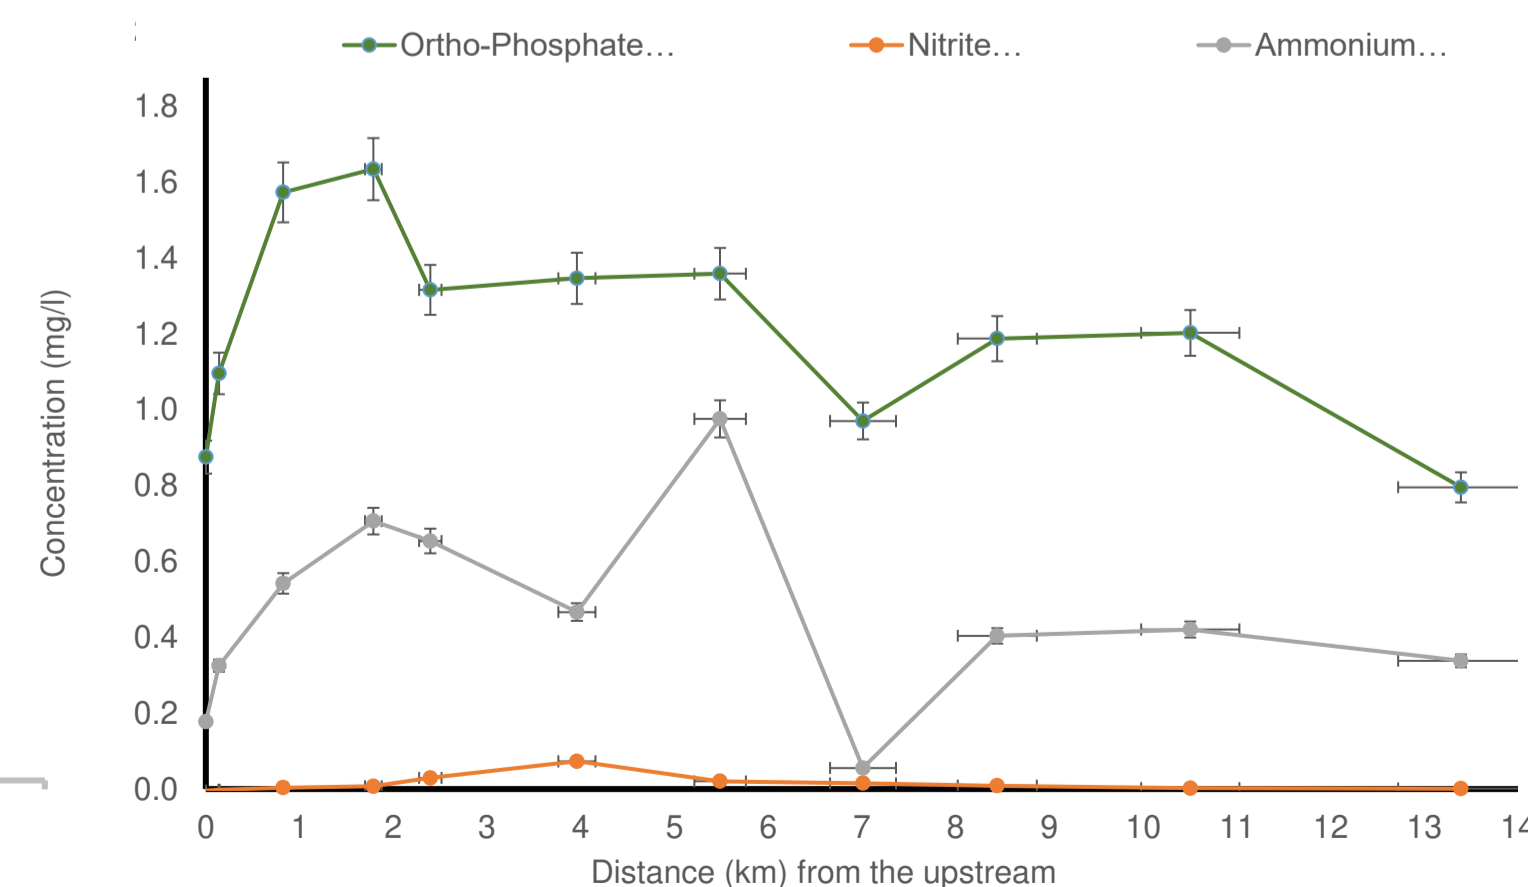 Ortho-Phosphate… Nitrite… Ammonium…
1.8
1.6
1.4
1.2
1.0
0.8
0.6
0.4
0.2
0.0
Concentration (mg/l)
0 1 2 3 4 5 6 7 8 9 10 11 12 13 14
Distance (km) from the upstream